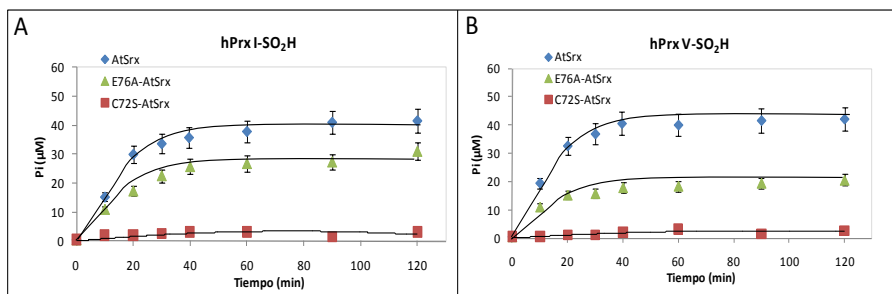 A
hPrx I-SO2H
AtSrx
E76A-AtSrx
C72S-AtSrx
60
50
40
30
20
10
0
Pi (µM)
0 20 40 60 80 100 120
Tiempo (min)
B
hPrx V-SO2H
AtSrx
E76A-AtSrx
C72S-AtSrx
60
50
40
30
20
10
0
Pi (µM)
0 20 40 60 80 100 120
Tiempo (min)